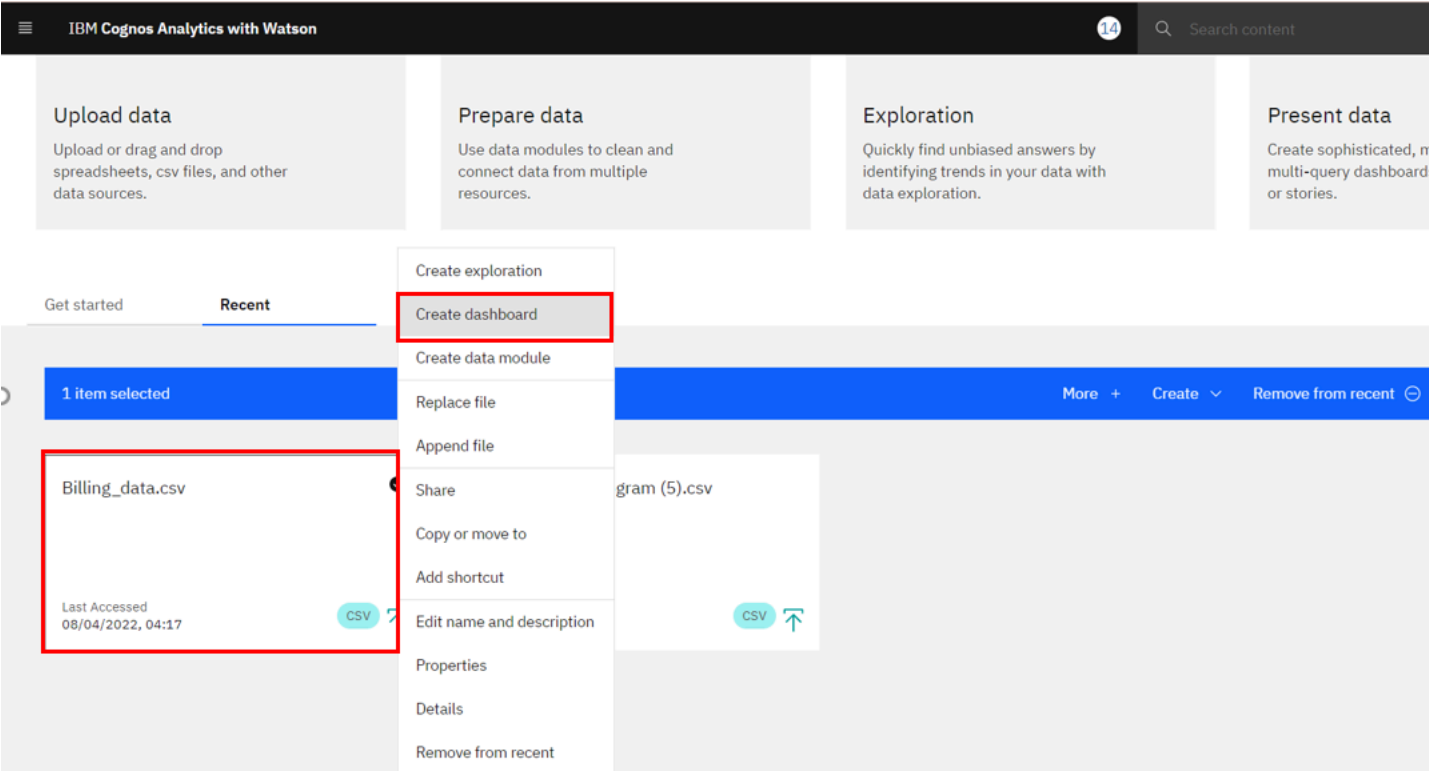 IBM Cognos Analytics with Watson
14
Search content
Upload data
Upload or drag and drop
spreadsheets, csv files, and other
data sources.
Prepare data
Use data modules to clean and
connect data from multiple
resources.
Exploration
Quickly find unbiased answers by
identifying trends in your data with
data exploration.
Present data
Create sophisticated, m
multi-query dashboard
or stories.
Get started
Recent
Create exploration
Create dashboard
Create data module
Replace file
Append file
Share
Copy or move to
Add shortcut
Edit name and description
Properties
Details
Remove from recent
1 item selected
More +
Create
Remove from recent
Billing_data.csv
Last Accessed
08/04/2022, 04:17
CSV
gram (5).csv
CSV